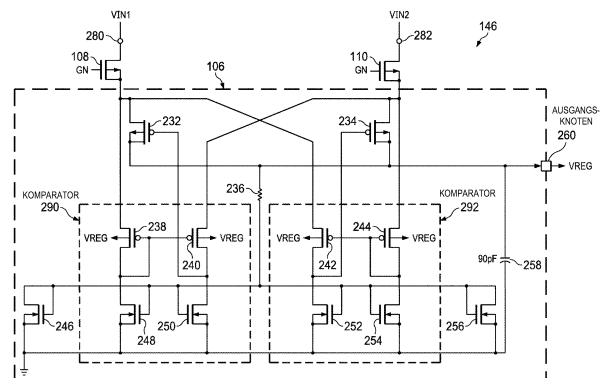 VIN1
VIN2
280
282
146
108
GN
106
110
GN
232
234
AUSGANGS-
KNOTEN
260
VREG
236
KOMPARATOR
290
KOMPARATOR
292
238
VREG
VREG
240
244
VREG
VREG
242
90pF
258
246
248
250
252
254
256